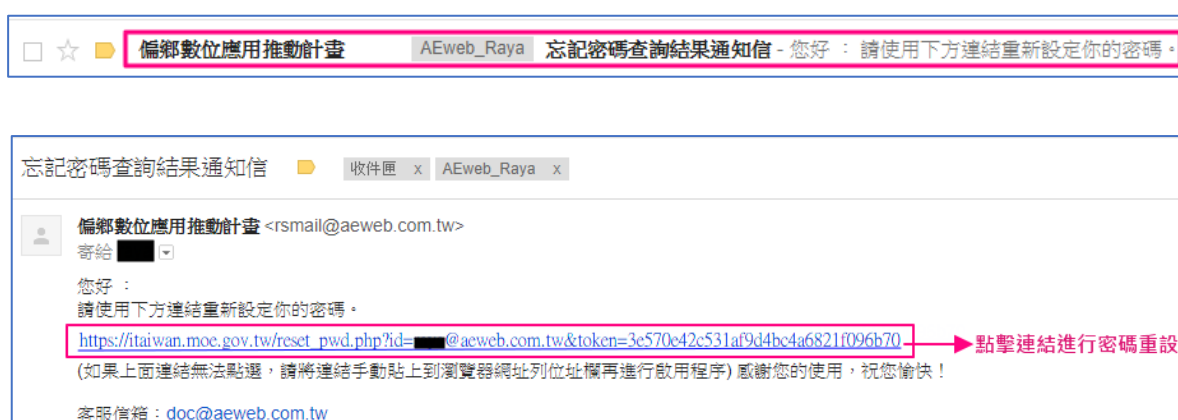 偏鄉數位應用推動計畫 AEweb_Raya 忘記密碼查詢結果通知信 - 您好 : 請使用下方連結重新設定你的密碼。
忘記密碼查詢結果通知信 收件匣 x AEweb_Raya x
偏鄉數位應用推動計畫 <rsmail@aeweb.com.tw>
寄給
您好 :
請使用下方連結重新設定你的密碼。
https://itaiwan.moe.gov.tw/reset_pwd.php?id=@aeweb.com.tw&token=3e570e42c531af9d4bc4a6821f096b70 點擊連結進行密碼重設
(如果上面連結無法點選,請將連結手動貼上到瀏覽器網址列位址欄再進行啟用程序) 感謝您的使用,祝您愉快!
客服信箱:doc@aeweb.com.tw